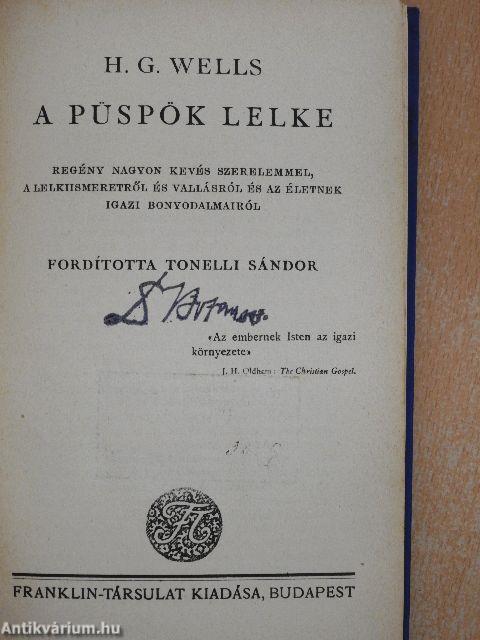 H. G. WELLS
A PÜSPÖK LELKE
REGÉNY NAGYON KEVÉS SZERELEMMEL,
A LELKIISMERETRŐL ÉS VALLÁSRÓL ÉS AZ ÉLETNEK
IGAZI BONYODALMAIRÓL
FORDÍTOTTA TONELLI SÁNDOR
«Az embernek Isten az igazi
környezete»
J. H. Oldham: The Christian Gospel.
FRANKLIN-TÁRSULAT KIADÁSA, BUDAPEST
Antikvárium.hu